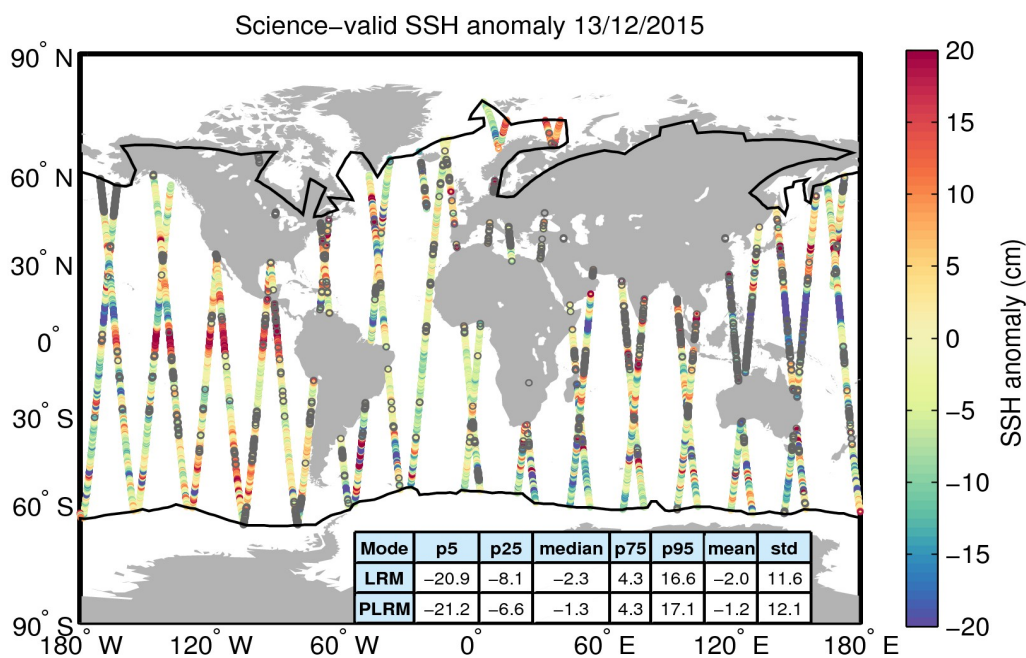 Science−valid SSH anomaly 13/12/2015
90° N
60° N
30° N
0°
30° S
60° S
90° S
180° W
120° W
60° W
0°
60° E
120° E
180° E
Mode p5 p25 median p75 p95 mean std
LRM −20.9 −8.1 −2.3 4.3 16.6 −2.0 11.6
PLRM −21.2 −6.6 −1.3 4.3 17.1 −1.2 12.1
20
15
10
5
0
−5
−10
−15
−20
SSH anomaly (cm)